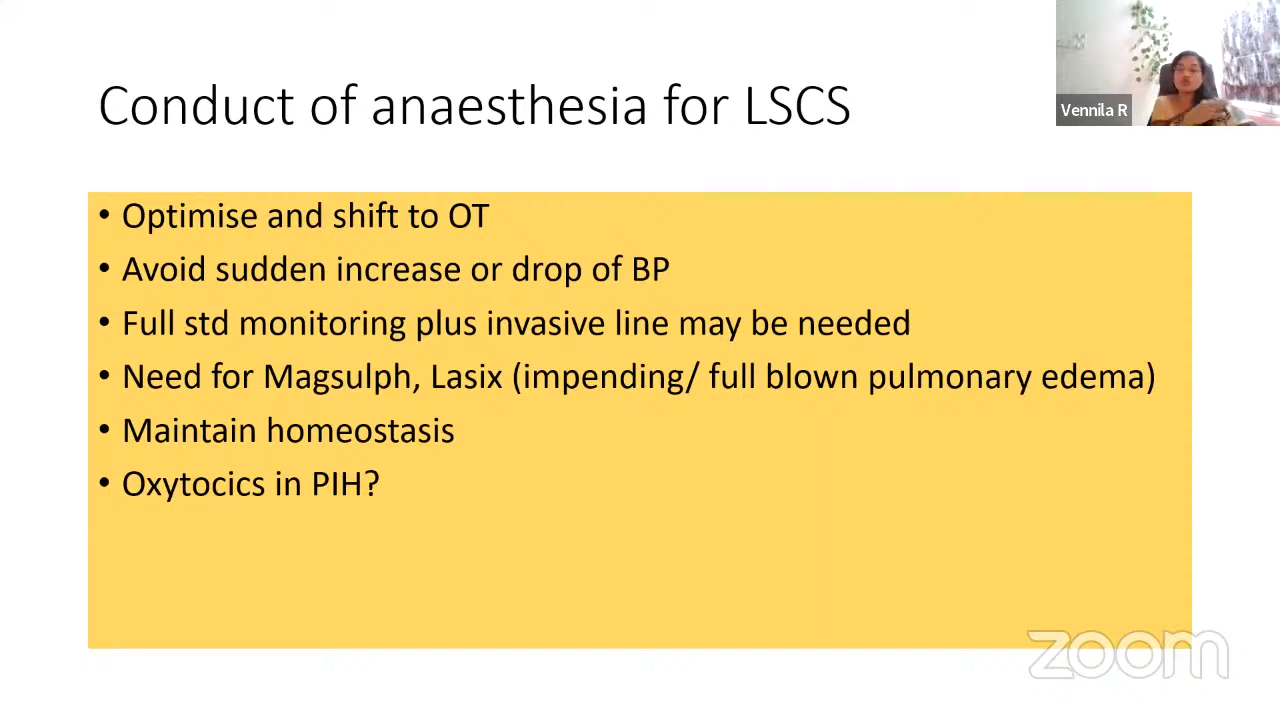 Conduct of anaesthesia for LSCS
Vennila R
• Optimise and shift to OT
• Avoid sudden increase or drop of BP
• Full std monitoring plus invasive line may be needed
• Need for Magsulph, Lasix (impending/ full blown pulmonary edema)
• Maintain homeostasis
• Oxytocics in PIH?
zoom